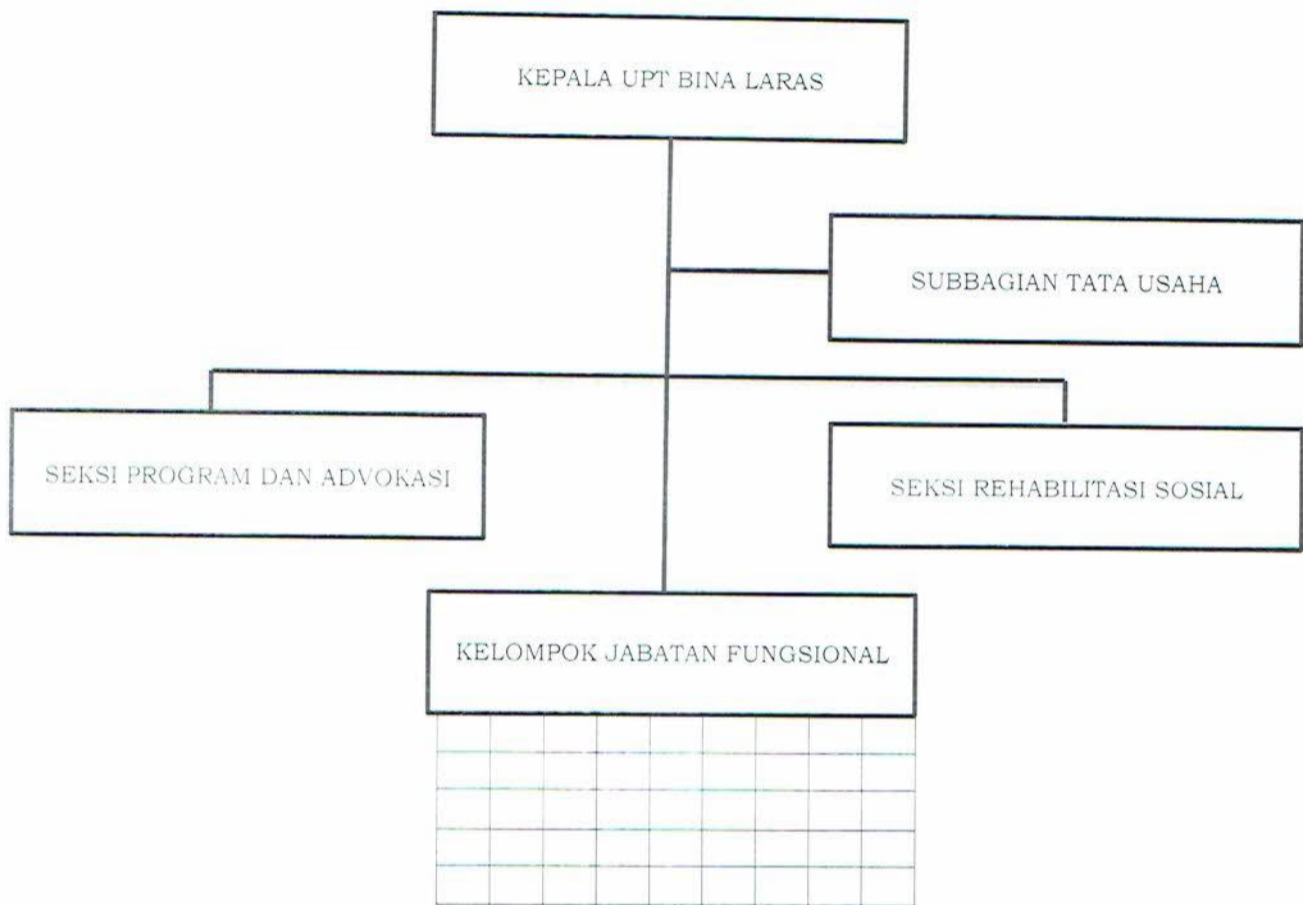 KEPALA UPT BINA LARAS
SUBBAGIAN TATA USAHA
SEKSI PROGRAM DAN ADVOKASI
SEKSI REHABILITASI SOSIAL
KELOMPOK JABATAN FUNGSIONAL